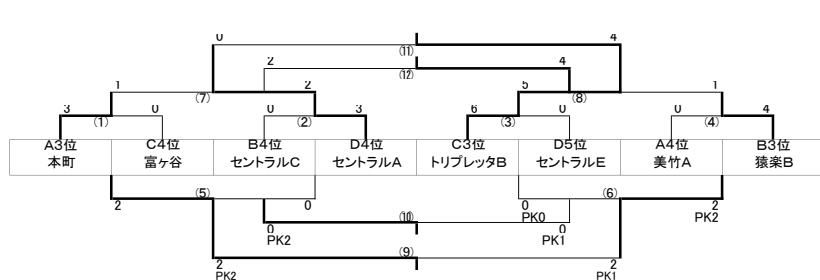 0 4
(11)
2 4
(12)
1 2 5 1
(7) (8)
3 0 0 3 6 0 0 4
(1) (2) (3) (4)
A3位 C4位 B4位 D4位 C3位 D5位 A4位 B3位
本町 富ヶ谷 セントラルC セントラルA トリプレッタB セントラルE 美竹A 猿楽B
(5) (6)
2 0 0 2
PK0 PK2
(10)
0 0
PK2 PK1
(9)
2 2
PK2 PK1